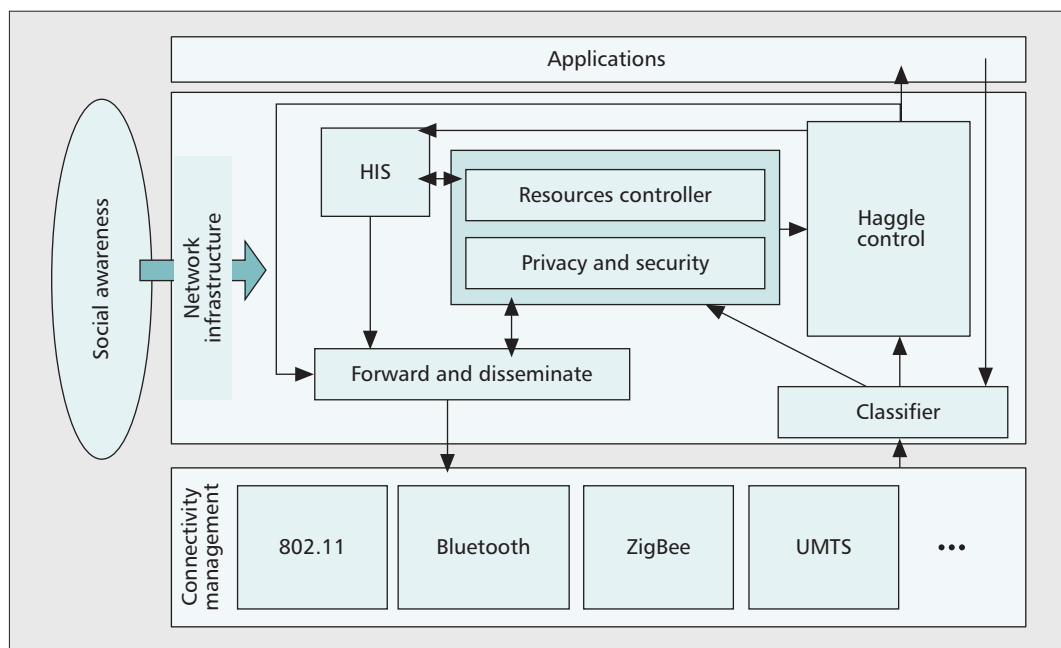 Applications
Social awareness
Network
infrastructure
HIS
Resources controller
Privacy and security
Haggle
control
Forward and disseminate
Classifier
Connectivity
management
802.11
Bluetooth
ZigBee
UMTS
•••